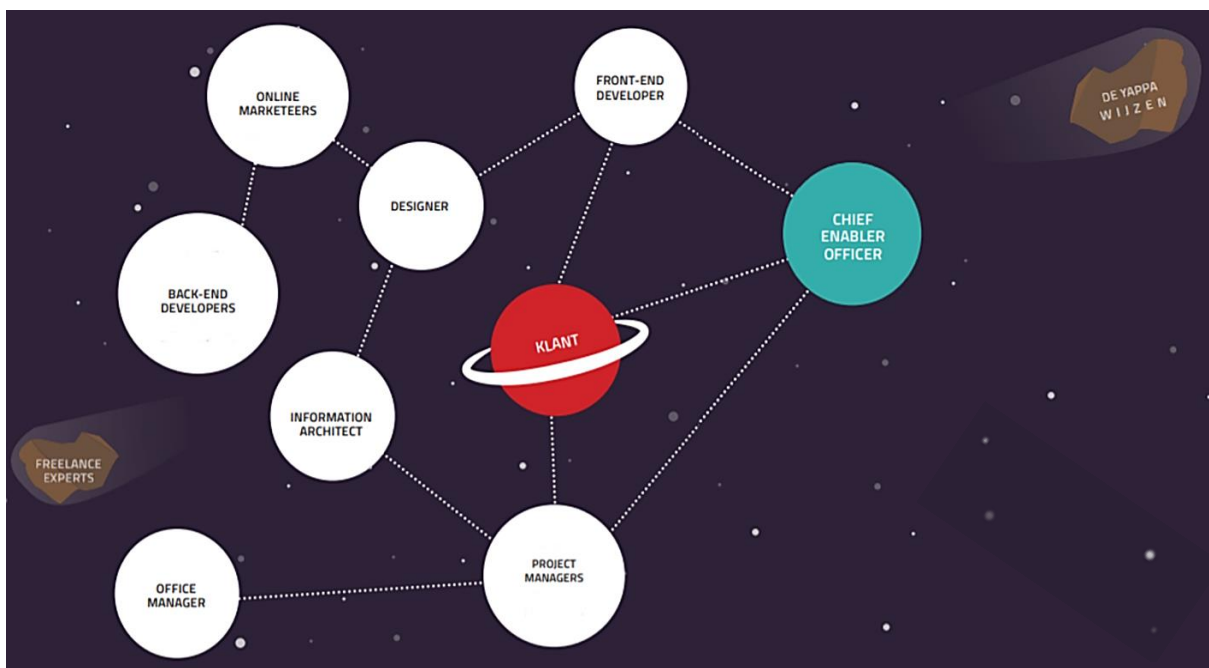 ONLINE
MARKETEERS
FRONT-END
DEVELOPER
DE YAPPA
WIJZEN
DESIGNER
CHIEF
ENABLER
OFFICER
BACK-END
DEVELOPERS
KLANT
INFORMATION
ARCHITECT
FREELANCE
EXPERTS
PROJECT
MANAGERS
OFFICE
MANAGER